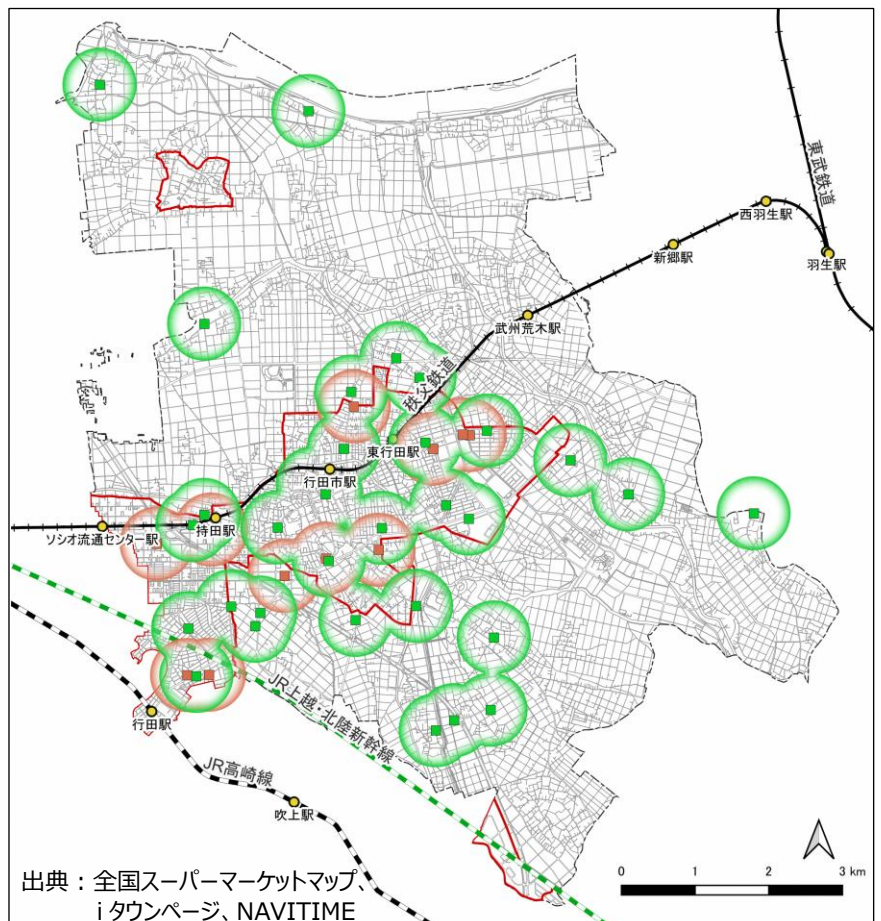 東武鉄道
西羽生駅
新郷駅
羽生駅
武州荒木駅
秩父鉄道
東行田駅
行田市駅
持田駅
ソシオ流通センター駅
JR上越・北陸新幹線
行田駅
JR高崎線
吹上駅
0 1 2 3 km
出典：全国スーパーマーケットマップ、
iタウンページ、NAVITIME